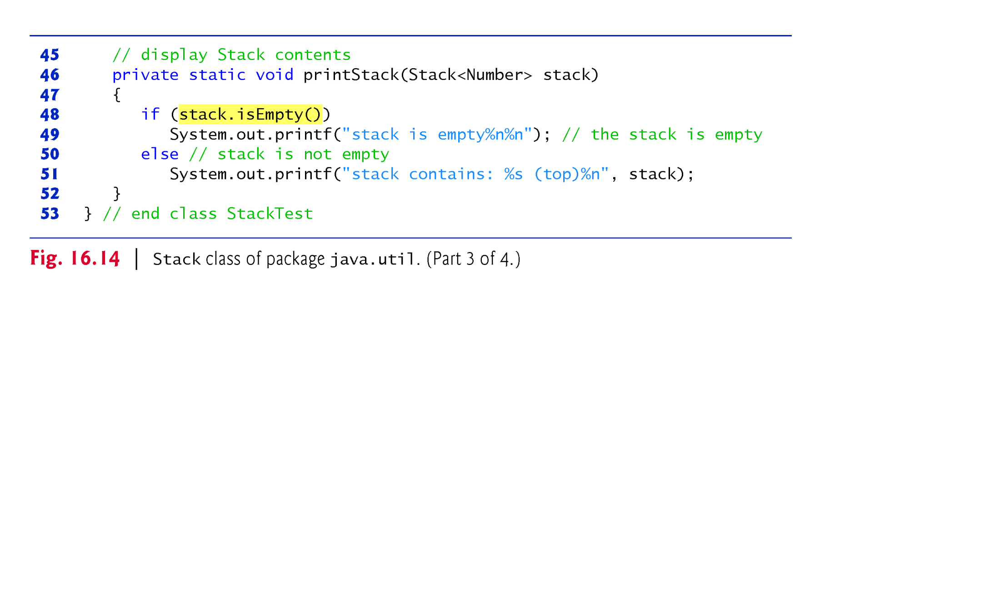 45 // display Stack contents
46 private static void printStack(Stack<Number> stack)
47 {
48 if (stack.isEmpty())
49 System.out.printf("stack is empty%n%n"); // the stack is empty
50 else // stack is not empty
51 System.out.printf("stack contains: %s (top)%n", stack);
52 }
53 } // end class StackTest
Fig. 16.14 | Stack class of package java.util. (Part 3 of 4.)